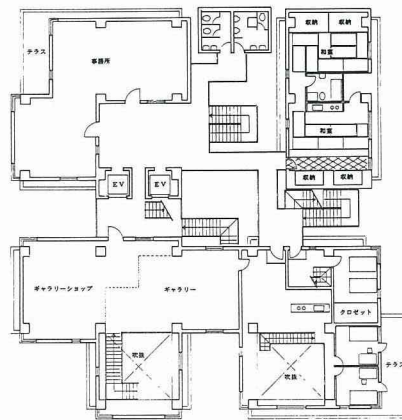 収納 収納
和室
テラス
事務所
和室
収納 収納
EV EV
ギャラリーショップ ギャラリー
クロゼット
吹抜 吹抜
テラス